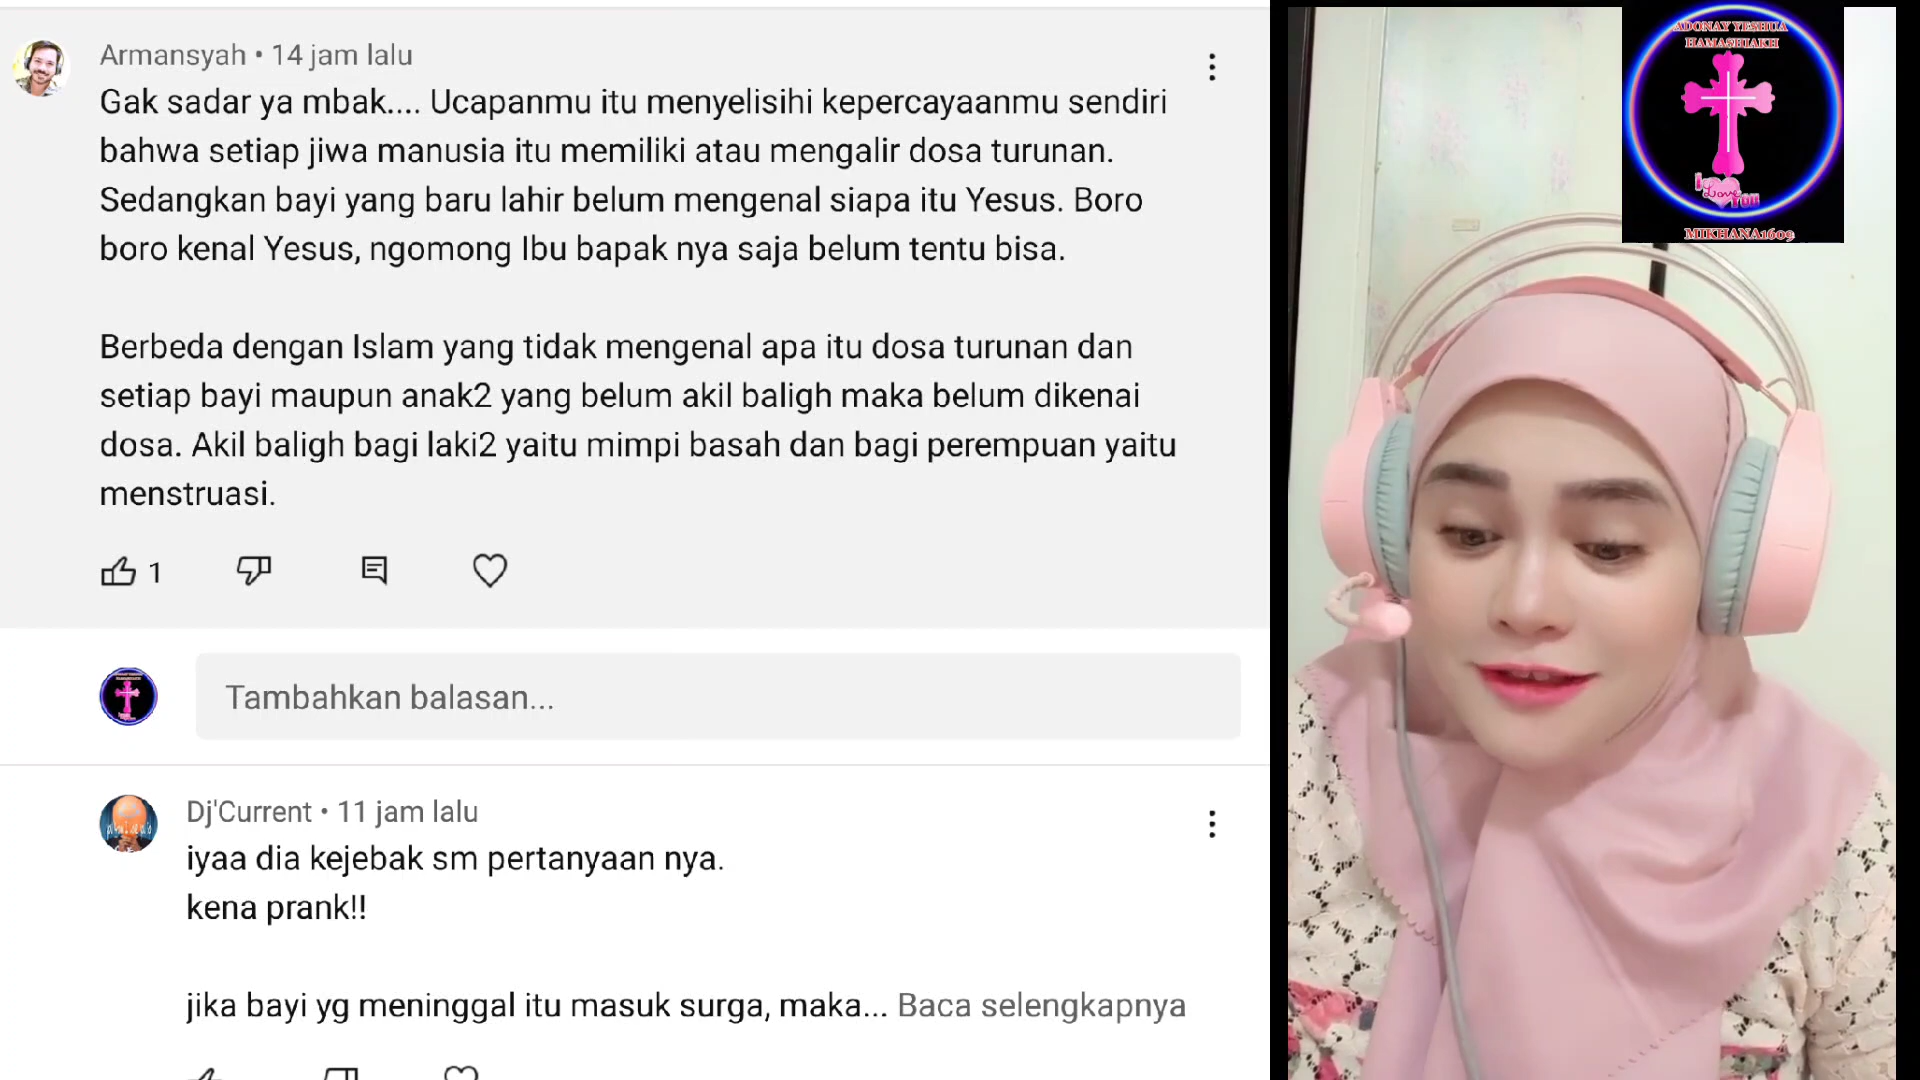 Armansyah • 14 jam lalu
Gak sadar ya mbak.... Ucapanmu itu menyelisihi kepercayaanmu sendiri
bahwa setiap jiwa manusia itu memiliki atau mengalir dosa turunan.
Sedangkan bayi yang baru lahir belum mengenal siapa itu Yesus. Boro
boro kenal Yesus, ngomong Ibu bapak nya saja belum tentu bisa.
Berbeda dengan Islam yang tidak mengenal apa itu dosa turunan dan
setiap bayi maupun anak2 yang belum akil baligh maka belum dikenai
dosa. Akil baligh bagi laki2 yaitu mimpi basah dan bagi perempuan yaitu
menstruasi.
1
Tambahkan balasan...
Dj'Current • 11 jam lalu
iyaa dia kejebak sm pertanyaan nya.
kena prank!!
jika bayi yg meninggal itu masuk surga, maka... Baca selengkapnya
ADONAY YESHUA
HAMASHIAKH
I Love You
MIKHANA1609